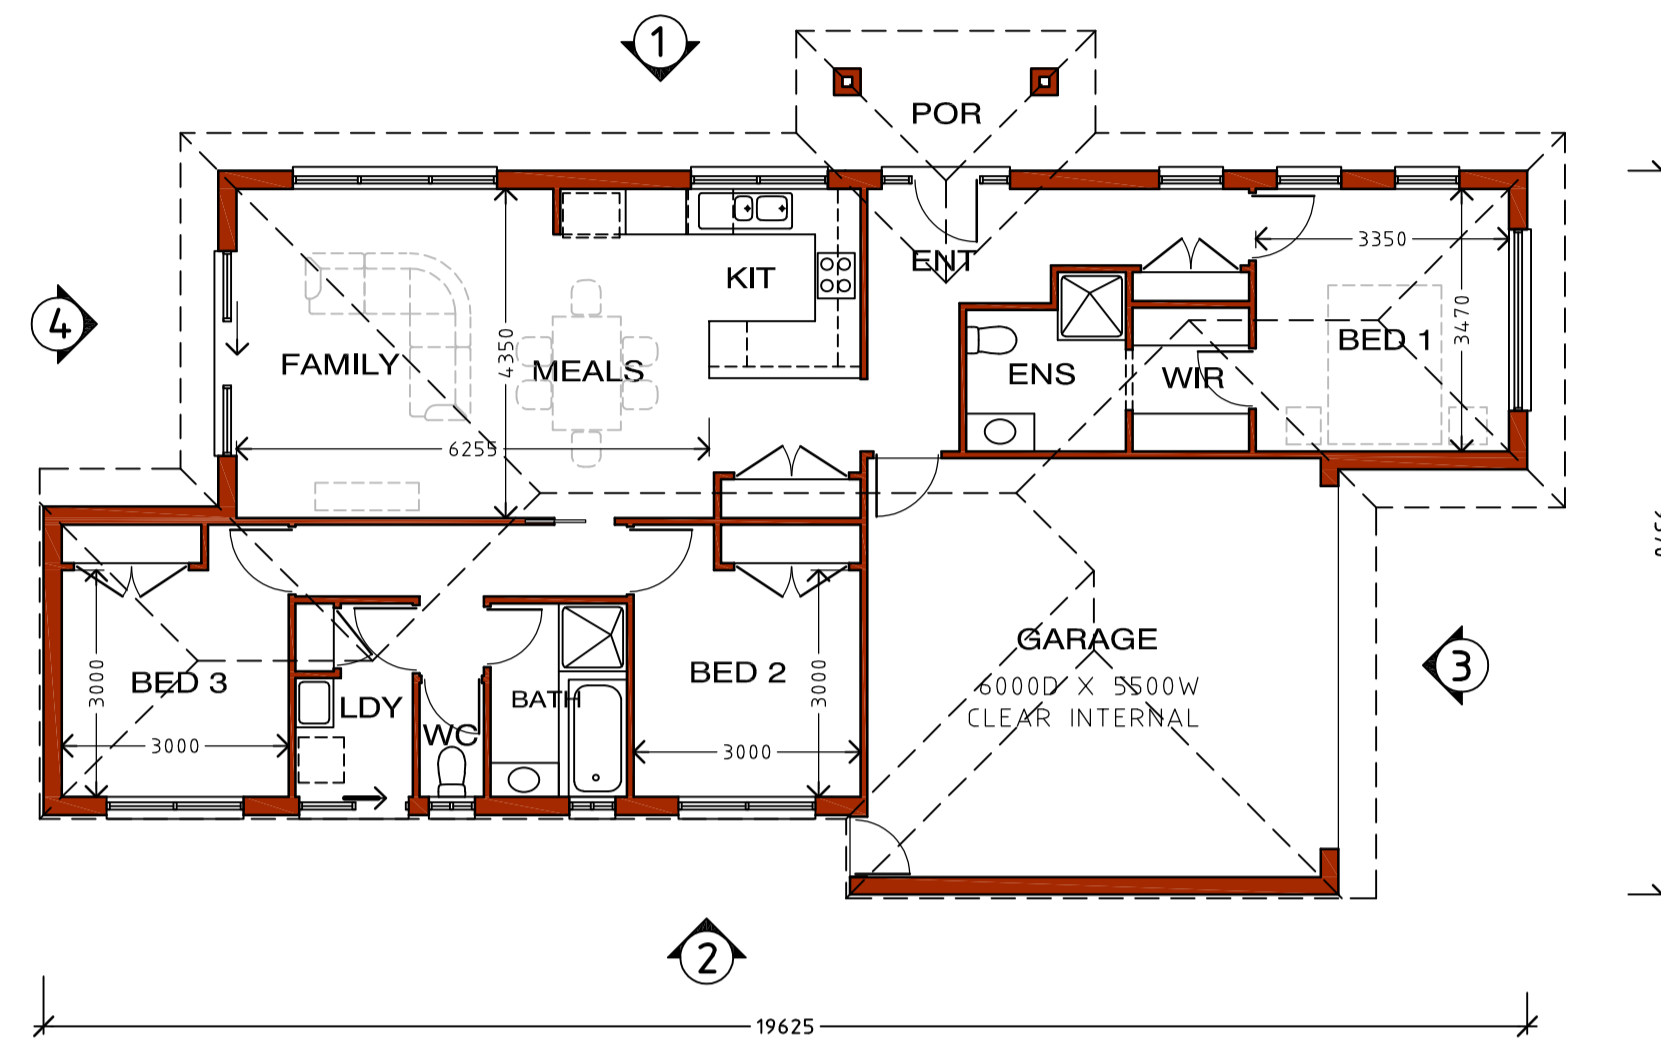 1
POR
ENT
KIT
3350
4
FAMILY
4350
MEALS
ENS
WIR
BED 1
3470
6255
BED 3
3000
3000
LDY
WC
BATH
BED 2
3000
3000
GARAGE
6000D X 5500W
CLEAR INTERNAL
3
2
19625